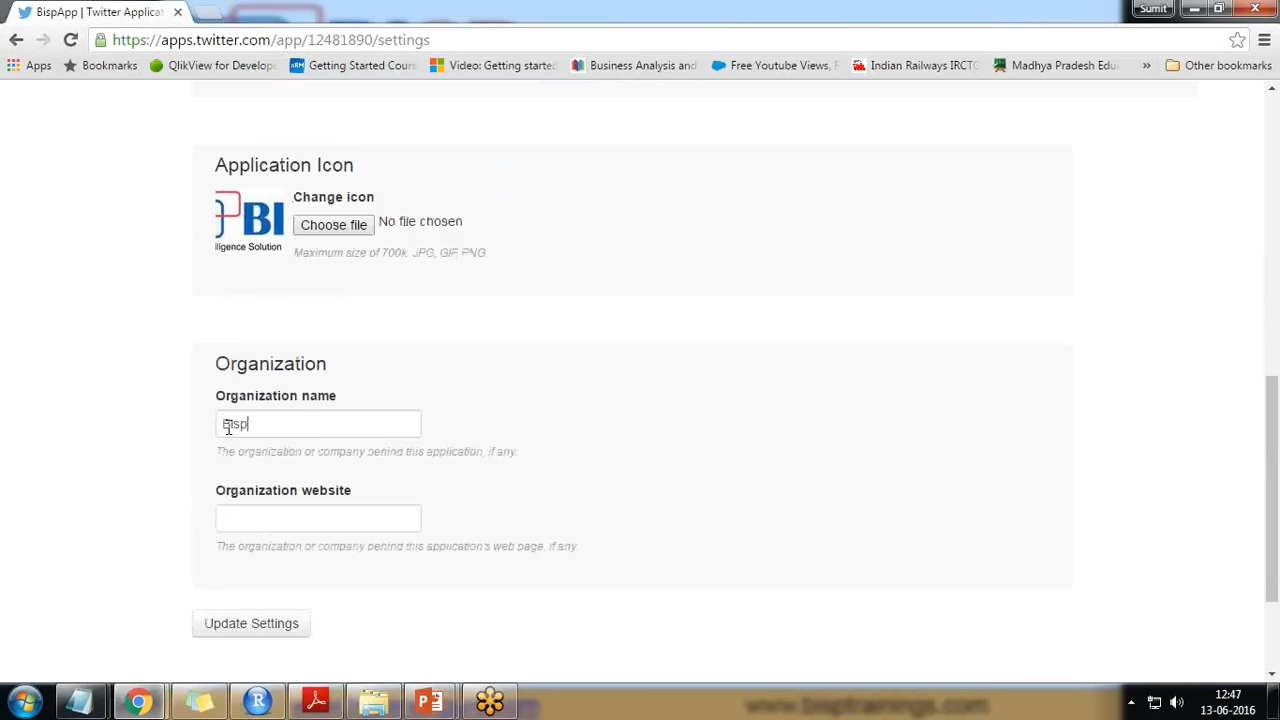 BispApp | Twitter Applicat
Sumit
https://apps.twitter.com/app/12481890/settings
Apps
Bookmarks
QlikView for Develope
Getting Started Cours
Video: Getting started
Business Analysis and
Free Youtube Views, F
Indian Railways IRCTC
Madhya Pradesh Edu
Other bookmarks
Application Icon
Change icon
Choose file No file chosen
Maximum size of 700k. JPG, GIF, PNG.
BI
lligence Solution
Organization
Organization name
Bisp
The organization or company behind this application, if any.
Organization website
The organization or company behind this application's web page, if any.
Update Settings
www.bisptrainings.com
12:47
13-06-2016